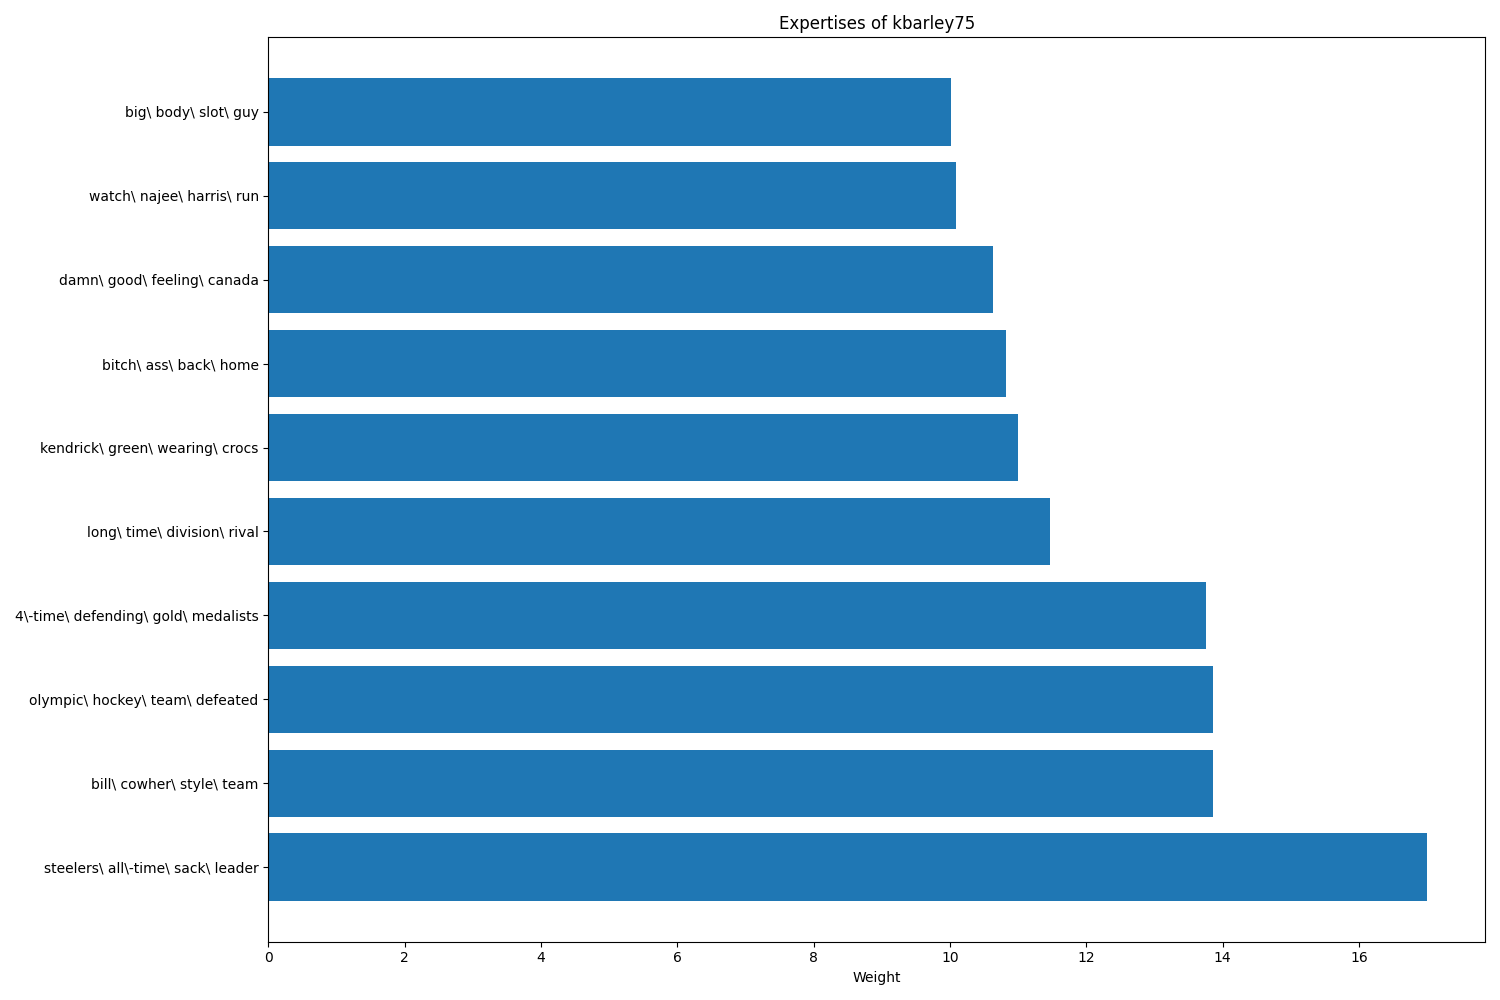 Expertises of kbarley75
big\ body\ slot\ guy
watch\ najee\ harris\ run
damn\ good\ feeling\ canada
bitch\ ass\ back\ home
kendrick\ green\ wearing\ crocs
long\ time\ division\ rival
4\-time\ defending\ gold\ medalists
olympic\ hockey\ team\ defeated
bill\ cowher\ style\ team
steelers\ all\-time\ sack\ leader
0 2 4 6 8 10 12 14 16
Weight